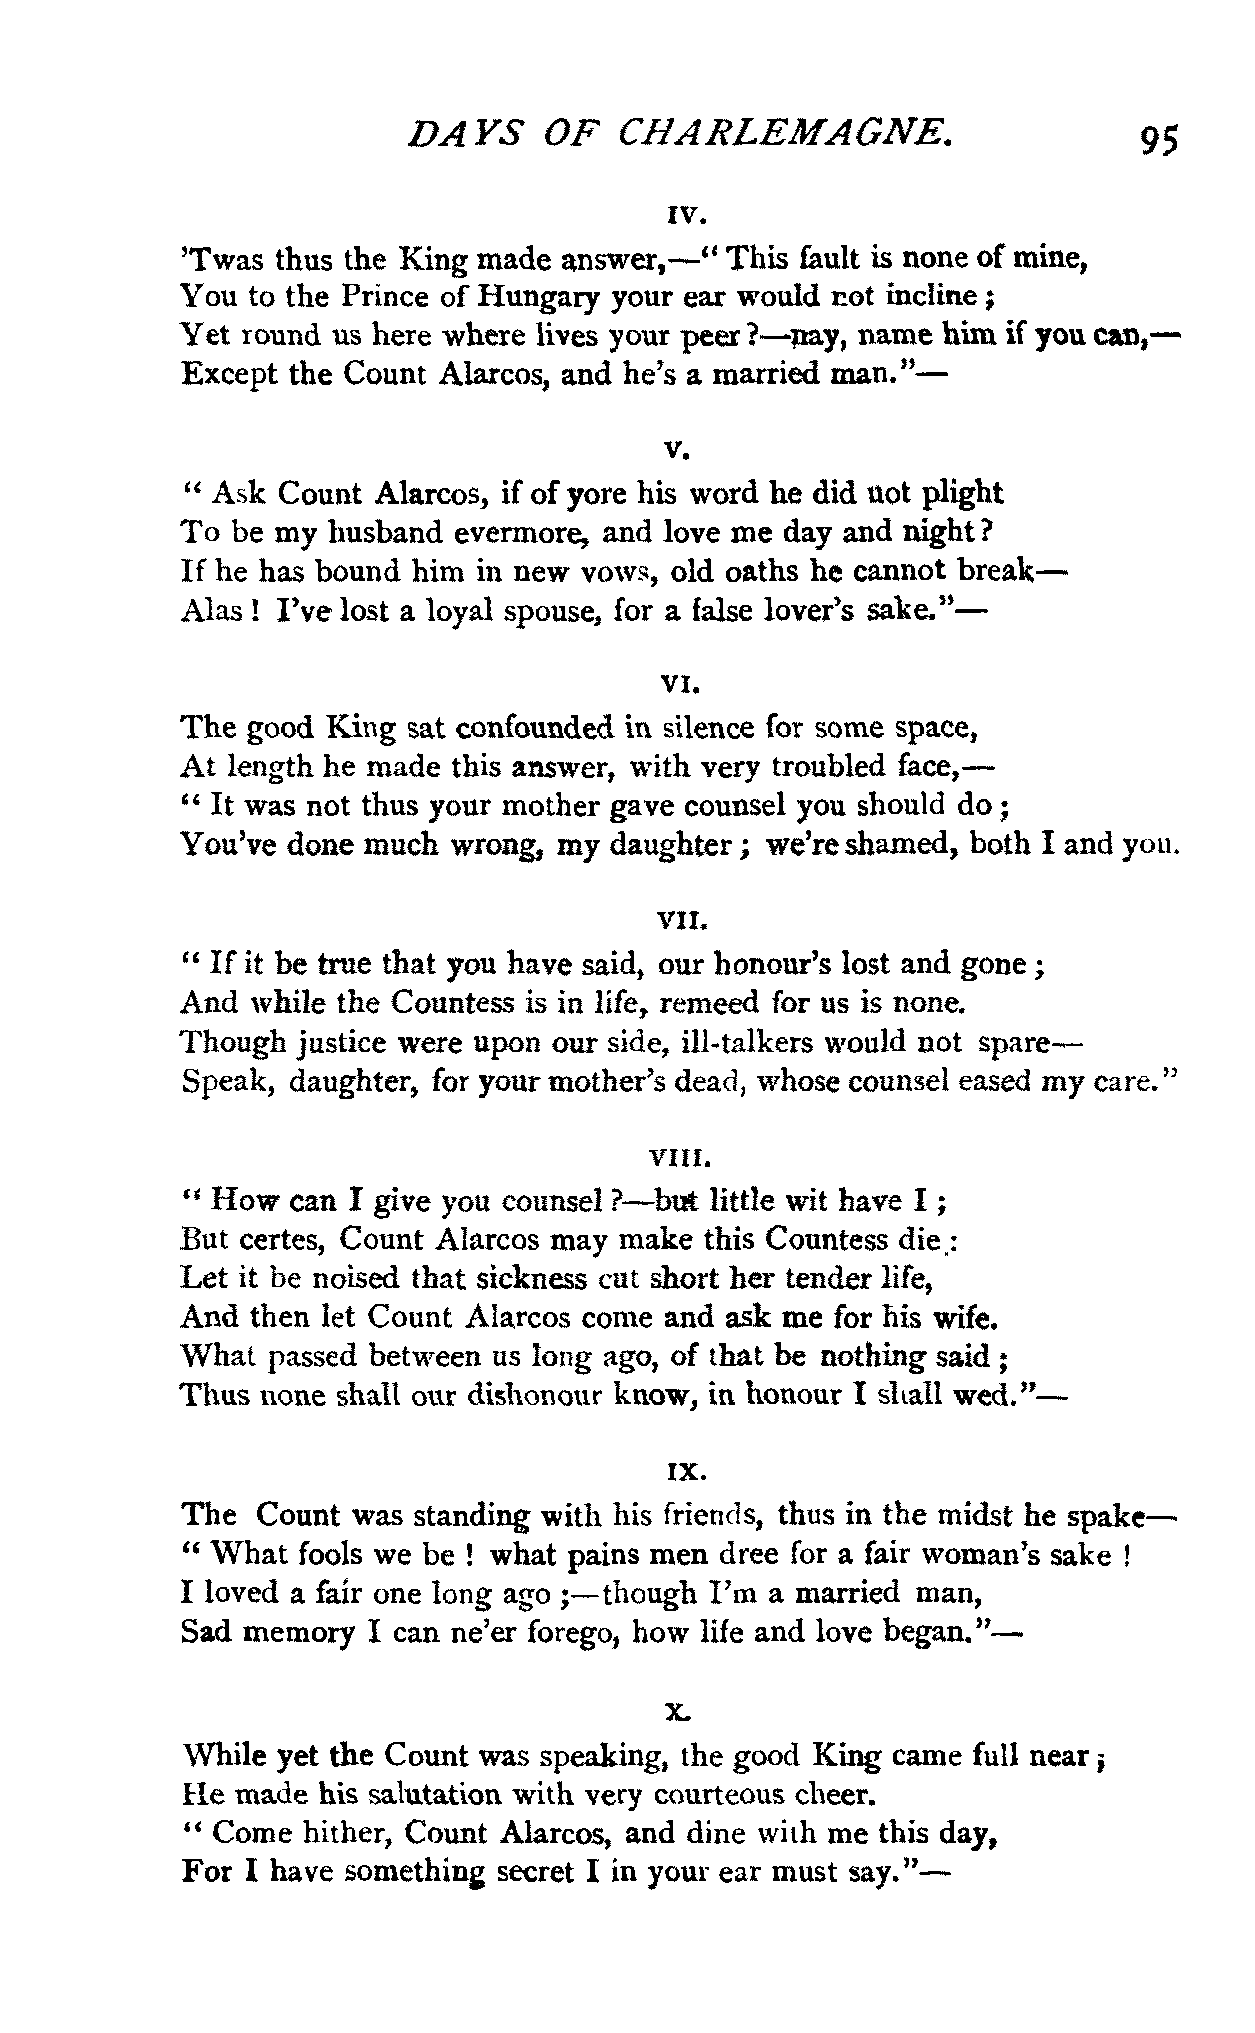 DAYS OF CHARLEMAGNE. 95
IV.
'Twas thus the King made answer,—" This fault is none of mine,
You to the Prince of Hungary your ear would not incline ;
Yet round us here where lives your peer ?—nay, name him if you can,—
Except the Count Alarcos, and he's a married man."—
V.
" Ask Count Alarcos, if of yore his word he did not plight
To be my husband evermore, and love me day and night ?
If he has bound him in new vows, old oaths he cannot break—
Alas ! I've lost a loyal spouse, for a false lover's sake."—
VI.
The good King sat confounded in silence for some space,
At length he made this answer, with very troubled face,—
" It was not thus your mother gave counsel you should do ;
You've done much wrong, my daughter ; we're shamed, both I and you.
VII.
" If it be true that you have said, our honour's lost and gone ;
And while the Countess is in life, remeed for us is none.
Though justice were upon our side, ill-talkers would not spare—
Speak, daughter, for your mother's dead, whose counsel eased my care."
VIII.
" How can I give you counsel ?—but little wit have I ;
But certes, Count Alarcos may make this Countess die :
Let it be noised that sickness cut short her tender life,
And then let Count Alarcos come and ask me for his wife.
What passed between us long ago, of that be nothing said ;
Thus none shall our dishonour know, in honour I shall wed."—
IX.
The Count was standing with his friends, thus in the midst he spake—
" What fools we be ! what pains men dree for a fair woman's sake !
I loved a fair one long ago ;—though I'm a married man,
Sad memory I can ne'er forego, how life and love began."—
X.
While yet the Count was speaking, the good King came full near ;
He made his salutation with very courteous cheer.
" Come hither, Count Alarcos, and dine with me this day,
For I have something secret I in your ear must say."—